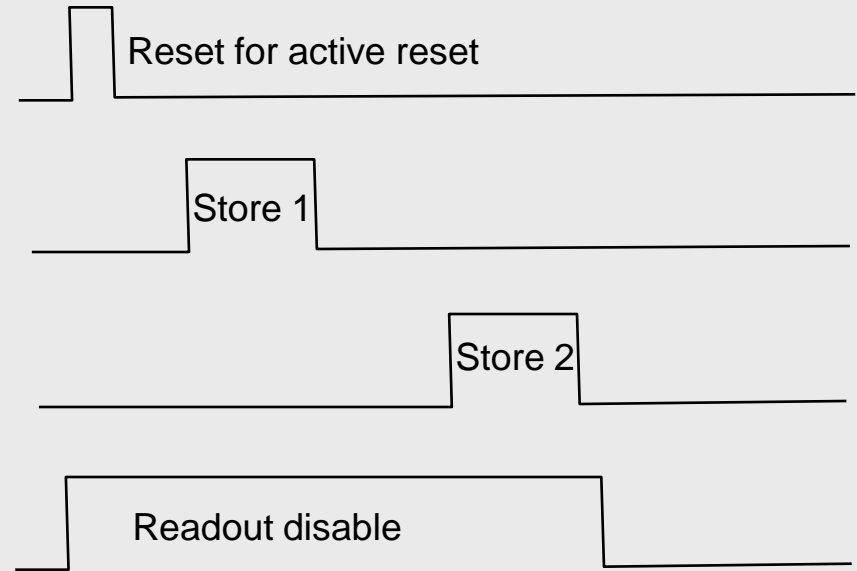 Reset for active reset
Store 1
Store 2
Readout disable